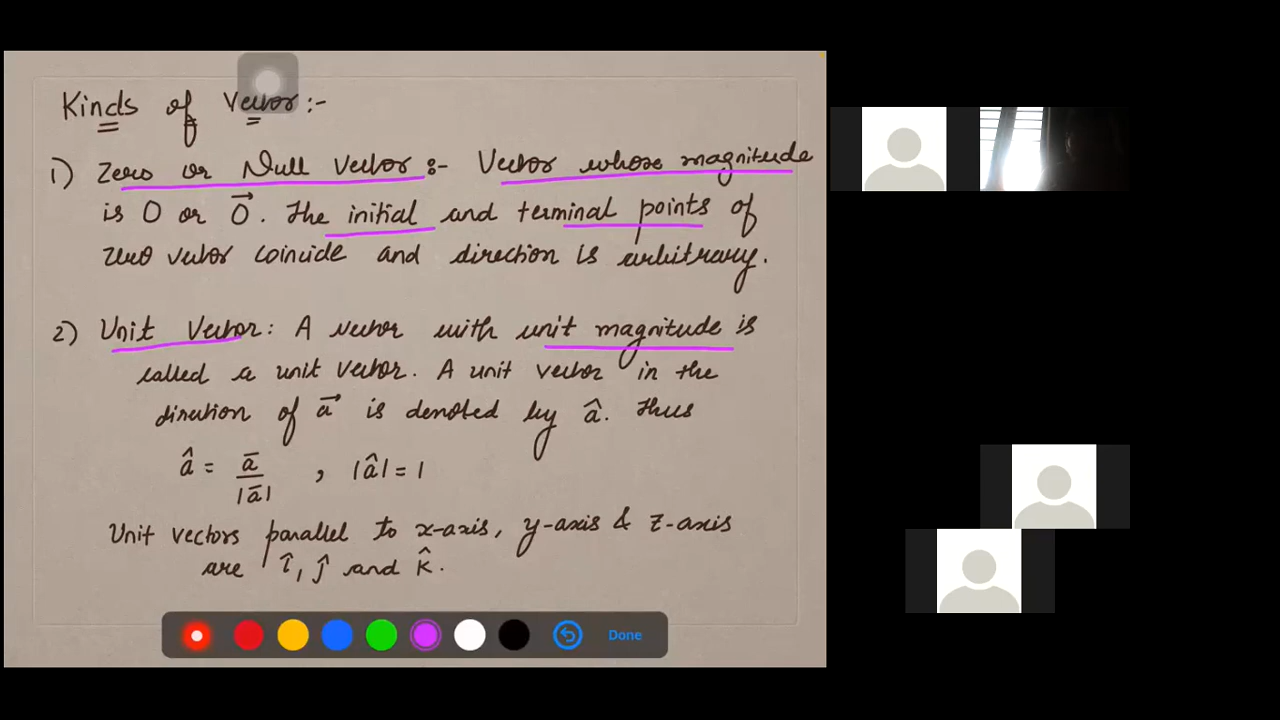 Kinds of Vector :-
1) Zero or Null Vector :- Vector whose magnitude
is 0 or 0⃗. The initial and terminal points of
zero vector coincide and direction is arbitrary.
2) Unit Vector: A vector with unit magnitude is
called a unit vector. A unit vector in the
direction of a⃗ is denoted by â. Thus
â = a̅ / |a̅| , |â| = 1
Unit vectors parallel to x-axis, y-axis & z-axis
are î, ĵ and k̂.
Done